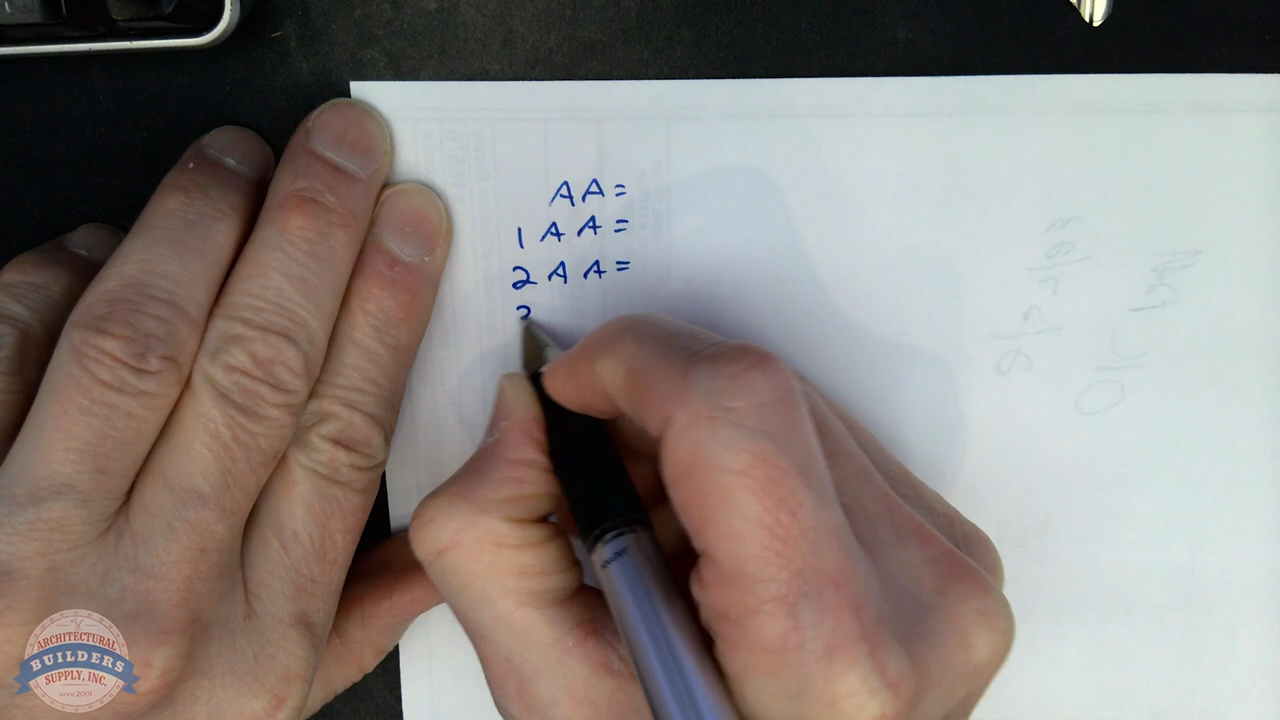 AA=
1AA=
2AA=
ARCHITECTURAL
BUILDERS
SUPPLY, INC.
since 2001